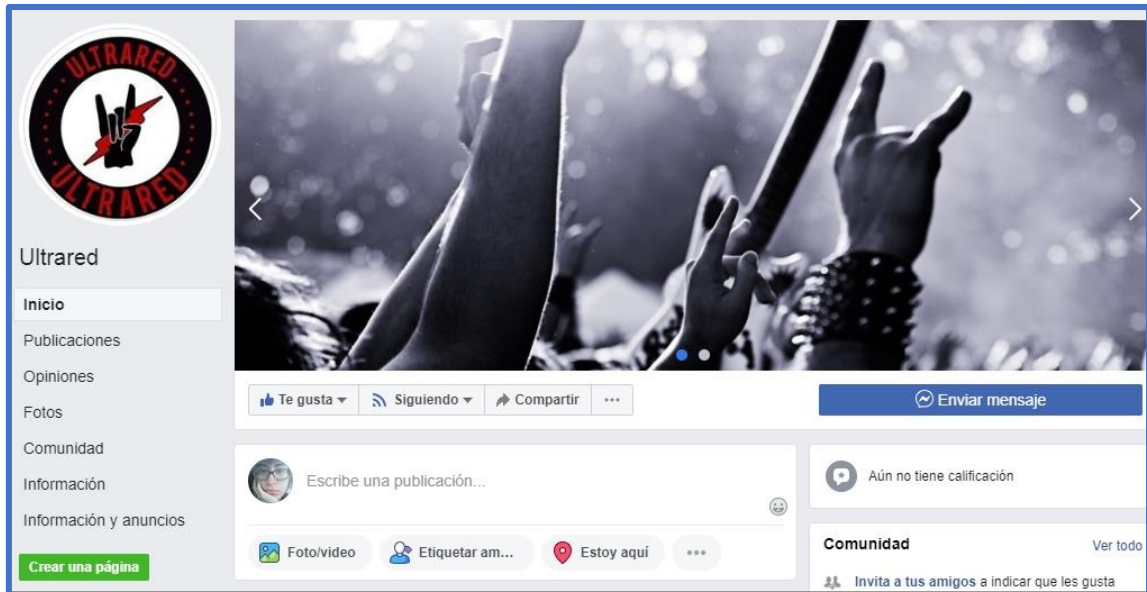 ULTRARED
ULTRARED
Ultrared
Inicio
Publicaciones
Opiniones
Fotos
Comunidad
Información
Información y anuncios
Crear una página
Te gusta
Siguiendo
Compartir
Enviar mensaje
Escribe una publicación...
Foto/video
Etiquetar am...
Estoy aquí
Aún no tiene calificación
Comunidad
Ver todo
Invita a tus amigos a indicar que les gusta